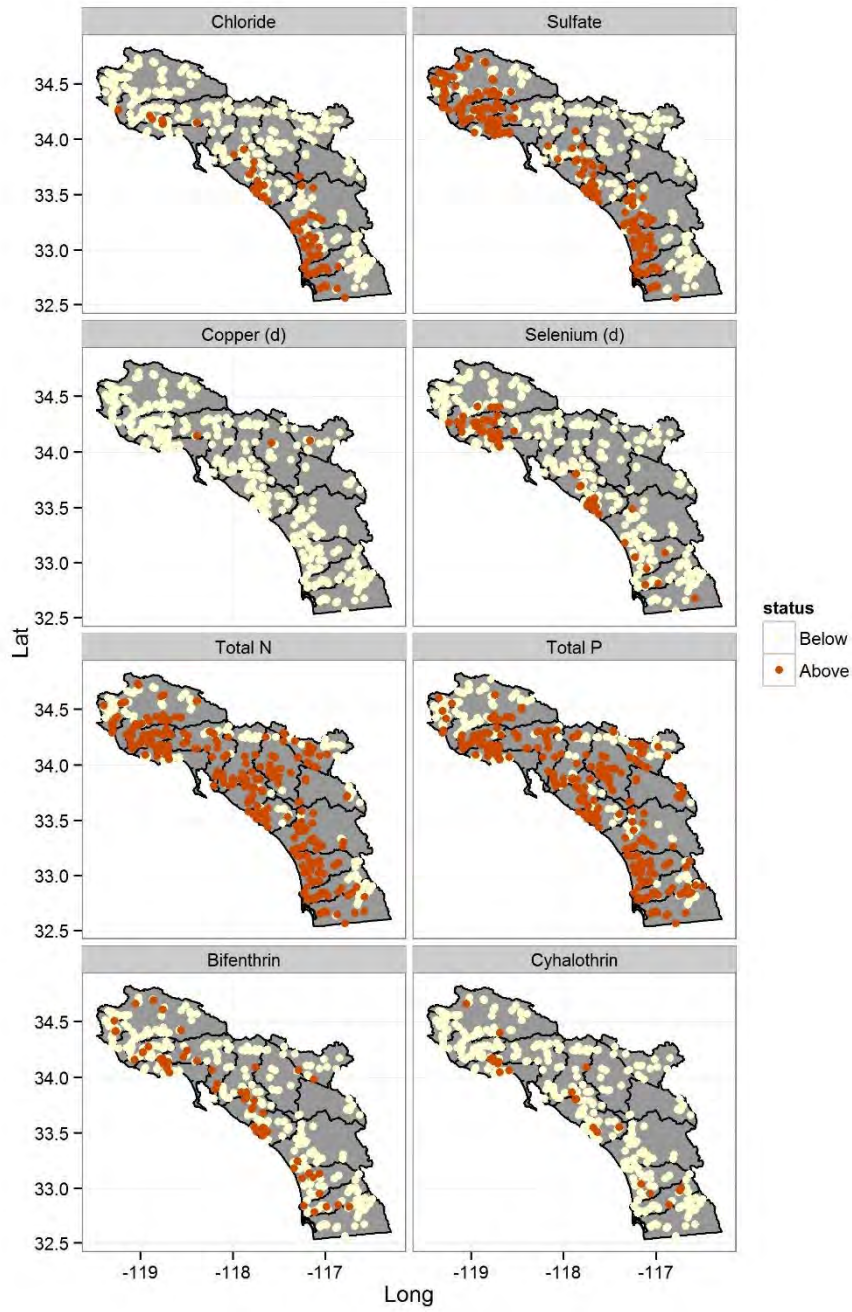 Chloride Sulfate
34.5
34.0
33.5
33.0
32.5
Copper (d) Selenium (d)
34.5
34.0
33.5
33.0
32.5
Total N Total P
34.5
34.0
33.5
33.0
32.5
Bifenthrin Cyhalothrin
34.5
34.0
33.5
33.0
32.5
-119 -118 -117 -119 -118 -117
Long
Lat
status
Below
Above